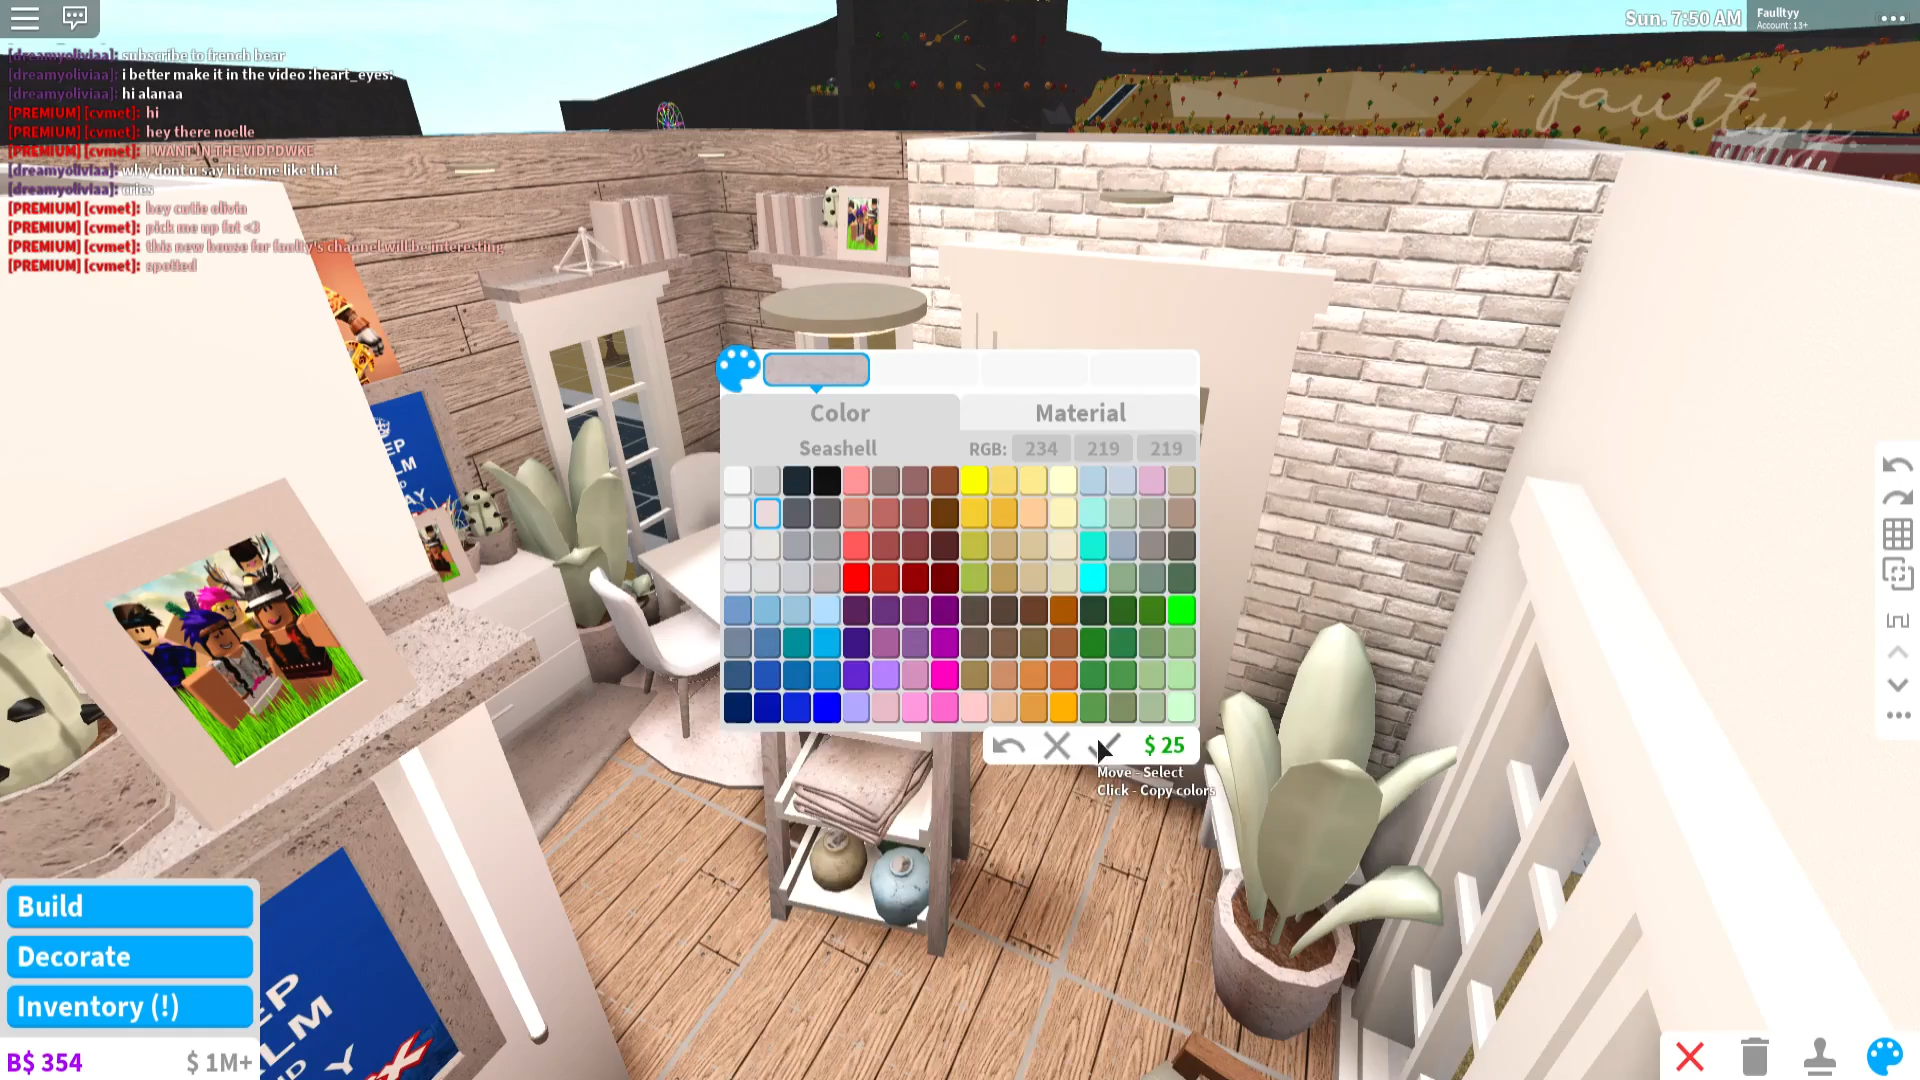 Sun. 7:50 AM
Faulltyy
Account: 13+
[dreamyoliviaa]: subscribe to french bear
[dreamyoliviaa]: i better make it in the video :heart_eyes:
[dreamyoliviaa]: hi alanaa
[PREMIUM] [cvmet]: hi
[PREMIUM] [cvmet]: hey there noelle
[PREMIUM] [cvmet]: I WANT IN THE VIDPDWKE
[dreamyoliviaa]: why dont u say hi to me like that
[dreamyoliviaa]: cries
[PREMIUM] [cvmet]: hey cutie olivia
[PREMIUM] [cvmet]: pick me up fat <3
[PREMIUM] [cvmet]: this new house for faulty's channel will be interesting
[PREMIUM] [cvmet]: spotted
faultyy.
Color
Material
Seashell
RGB: 234 219 219
$ 25
Move - Select
Click - Copy colors
Build
Decorate
Inventory (!)
B$ 354
$ 1M+